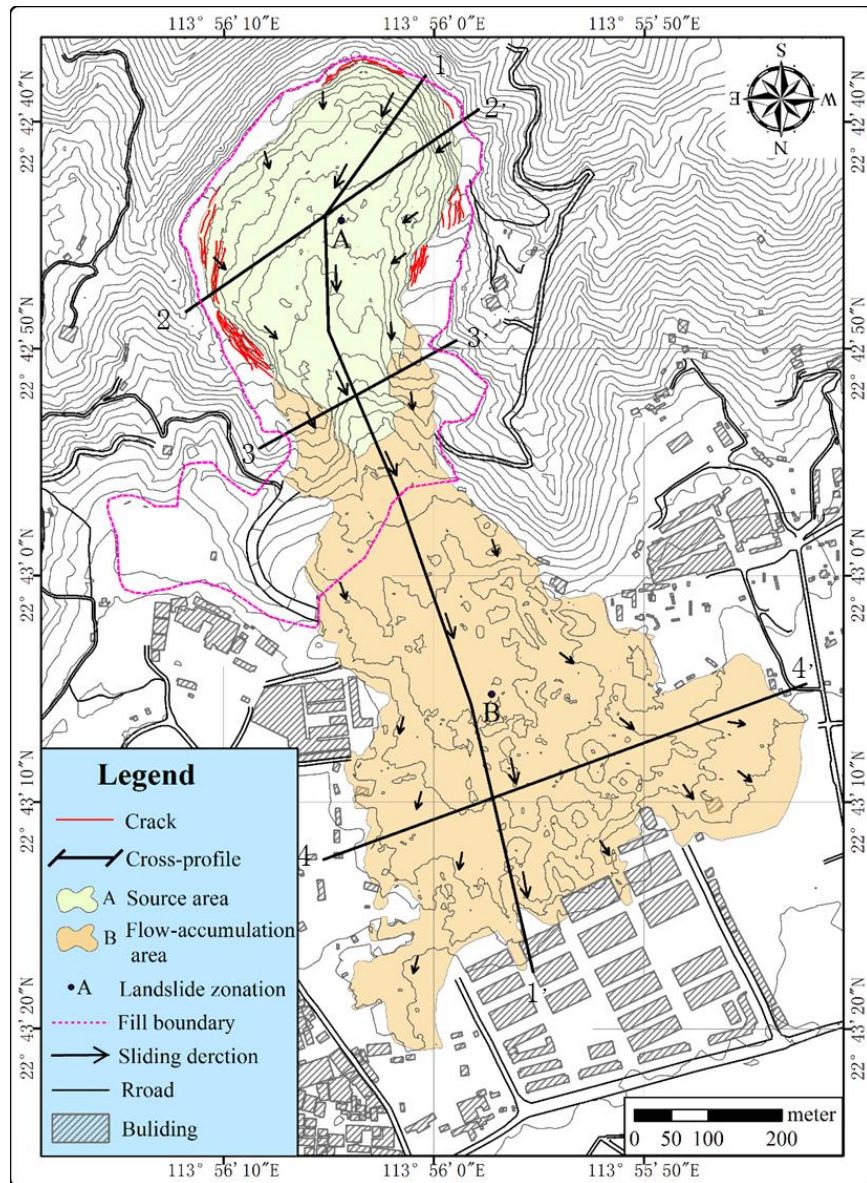 113° 56′ 10″E
113° 56′ 0″E
113° 55′ 50″E
22° 42′ 40″N
22° 42′ 50″N
22° 43′ 0″N
22° 43′ 10″N
22° 43′ 20″N
22° 42′ 40″N
22° 42′ 50″N
22° 43′ 0″N
22° 43′ 10″N
22° 43′ 20″N
S
E
W
N
1
2'
A
2
3'
3
4'
B
4
1'
Legend
Crack
Cross-profile
A Source area
B Flow-accumulation
area
A Landslide zonation
Fill boundary
Sliding derction
Rroad
Buliding
meter
0 50 100 200
113° 56′ 10″E
113° 56′ 0″E
113° 55′ 50″E